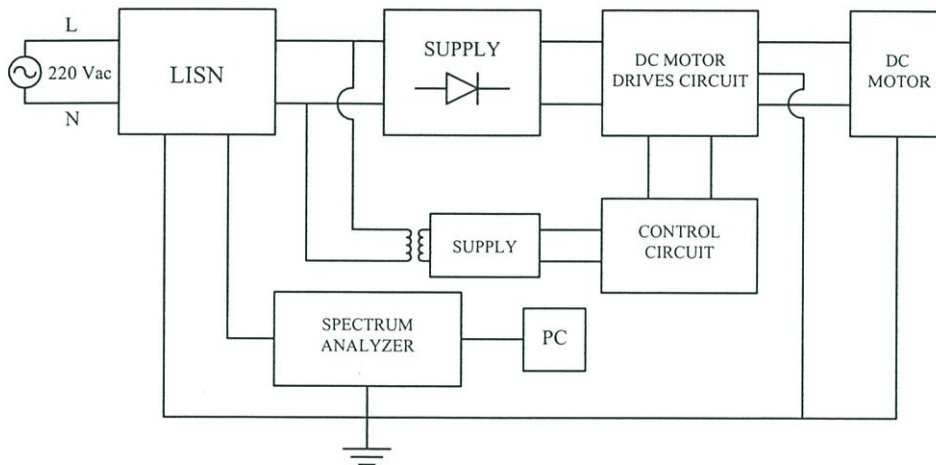 L
220 Vac
N
LISN
SUPPLY
DC MOTOR
DRIVES CIRCUIT
DC
MOTOR
SUPPLY
CONTROL
CIRCUIT
SPECTRUM
ANALYZER
PC